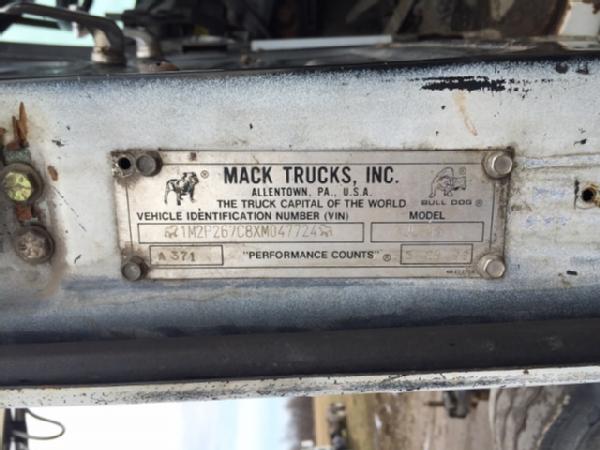 MACK TRUCKS, INC.
ALLENTOWN, PA., U.S.A.
THE TRUCK CAPITAL OF THE WORLD
BULL DOG ®
VEHICLE IDENTIFICATION NUMBER (VIN) MODEL
1M2P267C8XM047724
A 371 "PERFORMANCE COUNTS" ®